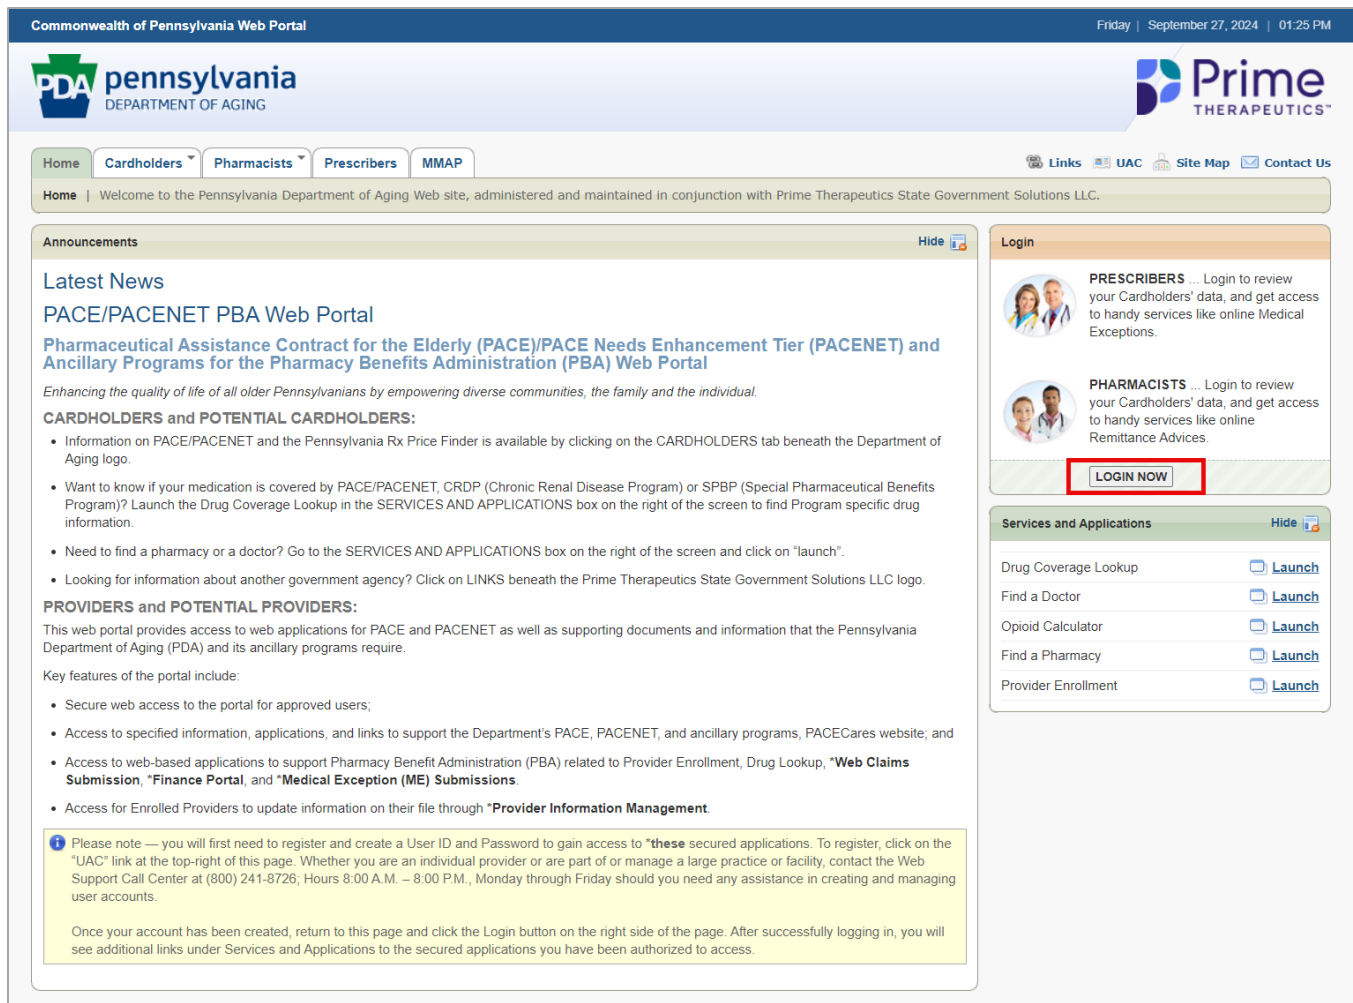 Commonwealth of Pennsylvania Web Portal
Friday | September 27, 2024 | 01:25 PM
PDA pennsylvania
DEPARTMENT OF AGING
Prime
THERAPEUTICS™
Home Cardholders Pharmacists Prescribers MMAP
Links UAC Site Map Contact Us
Home | Welcome to the Pennsylvania Department of Aging Web site, administered and maintained in conjunction with Prime Therapeutics State Government Solutions LLC.
Announcements Hide
Latest News
PACE/PACENET PBA Web Portal
Pharmaceutical Assistance Contract for the Elderly (PACE)/PACE Needs Enhancement Tier (PACENET) and
Ancillary Programs for the Pharmacy Benefits Administration (PBA) Web Portal
Enhancing the quality of life of all older Pennsylvanians by empowering diverse communities, the family and the individual.
CARDHOLDERS and POTENTIAL CARDHOLDERS:
• Information on PACE/PACENET and the Pennsylvania Rx Price Finder is available by clicking on the CARDHOLDERS tab beneath the Department of
Aging logo.
• Want to know if your medication is covered by PACE/PACENET, CRDP (Chronic Renal Disease Program) or SPBP (Special Pharmaceutical Benefits
Program)? Launch the Drug Coverage Lookup in the SERVICES AND APPLICATIONS box on the right of the screen to find Program specific drug
information.
• Need to find a pharmacy or a doctor? Go to the SERVICES AND APPLICATIONS box on the right of the screen and click on “launch”.
• Looking for information about another government agency? Click on LINKS beneath the Prime Therapeutics State Government Solutions LLC logo.
PROVIDERS and POTENTIAL PROVIDERS:
This web portal provides access to web applications for PACE and PACENET as well as supporting documents and information that the Pennsylvania
Department of Aging (PDA) and its ancillary programs require.
Key features of the portal include:
• Secure web access to the portal for approved users;
• Access to specified information, applications, and links to support the Department’s PACE, PACENET, and ancillary programs, PACECares website; and
• Access to web-based applications to support Pharmacy Benefit Administration (PBA) related to Provider Enrollment, Drug Lookup, *Web Claims
Submission, *Finance Portal, and *Medical Exception (ME) Submissions.
• Access for Enrolled Providers to update information on their file through *Provider Information Management.
Please note — you will first need to register and create a User ID and Password to gain access to *these secured applications. To register, click on the
“UAC” link at the top-right of this page. Whether you are an individual provider or are part of or manage a large practice or facility, contact the Web
Support Call Center at (800) 241-8726; Hours 8:00 A.M. – 8:00 P.M., Monday through Friday should you need any assistance in creating and managing
user accounts.
Once your account has been created, return to this page and click the Login button on the right side of the page. After successfully logging in, you will
see additional links under Services and Applications to the secured applications you have been authorized to access.
Login
PRESCRIBERS ... Login to review
your Cardholders' data, and get access
to handy services like online Medical
Exceptions.
PHARMACISTS ... Login to review
your Cardholders' data, and get access
to handy services like online
Remittance Advices.
LOGIN NOW
Services and Applications Hide
Drug Coverage Lookup Launch
Find a Doctor Launch
Opioid Calculator Launch
Find a Pharmacy Launch
Provider Enrollment Launch